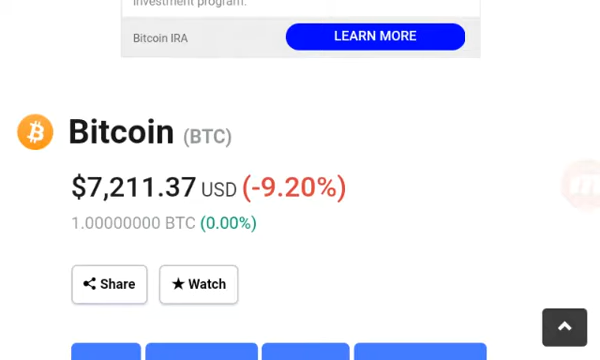 investment program.
Bitcoin IRA
LEARN MORE
Bitcoin (BTC)
$7,211.37 USD (-9.20%)
1.00000000 BTC (0.00%)
Share
Watch